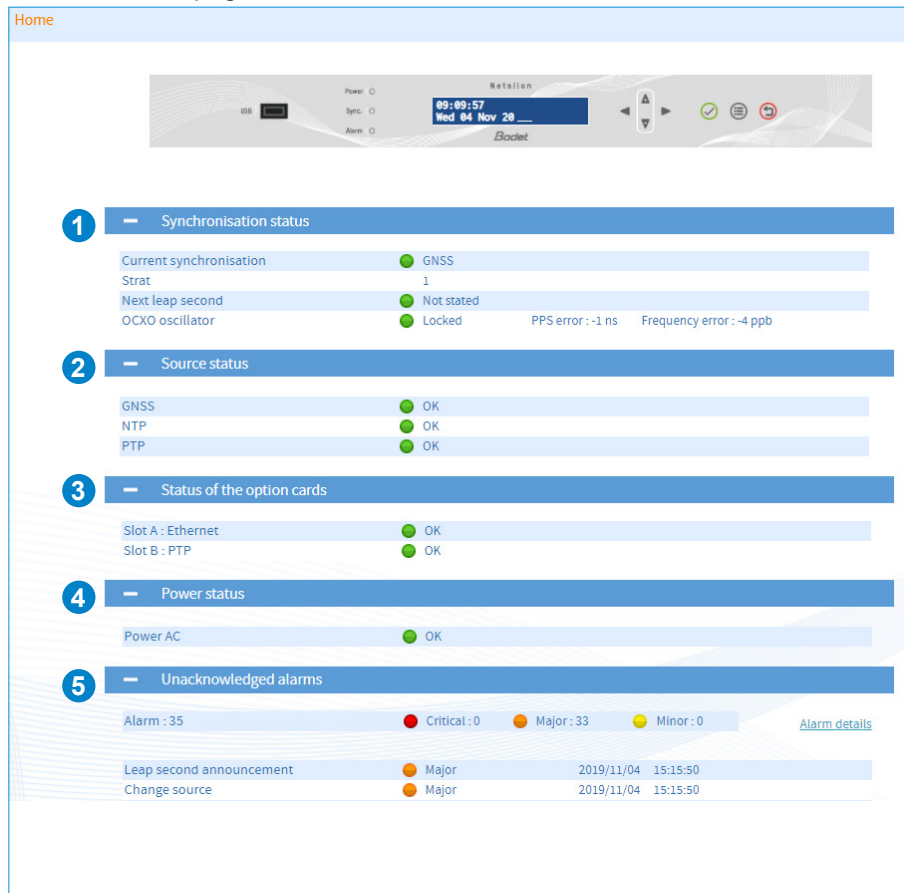 Home
Netsilon
Power
USB
Sync.
Alarm
09:09:57
Wed 04 Nov 20 __
Bodet
1 Synchronisation status
Current synchronisation GNSS
Strat 1
Next leap second Not stated
OCXO oscillator Locked PPS error : -1 ns Frequency error : -4 ppb
2 Source status
GNSS OK
NTP OK
PTP OK
3 Status of the option cards
Slot A : Ethernet OK
Slot B : PTP OK
4 Power status
Power AC OK
5 Unacknowledged alarms
Alarm : 35 Critical : 0 Major : 33 Minor : 0 Alarm details
Leap second announcement Major 2019/11/04 15:15:50
Change source Major 2019/11/04 15:15:50